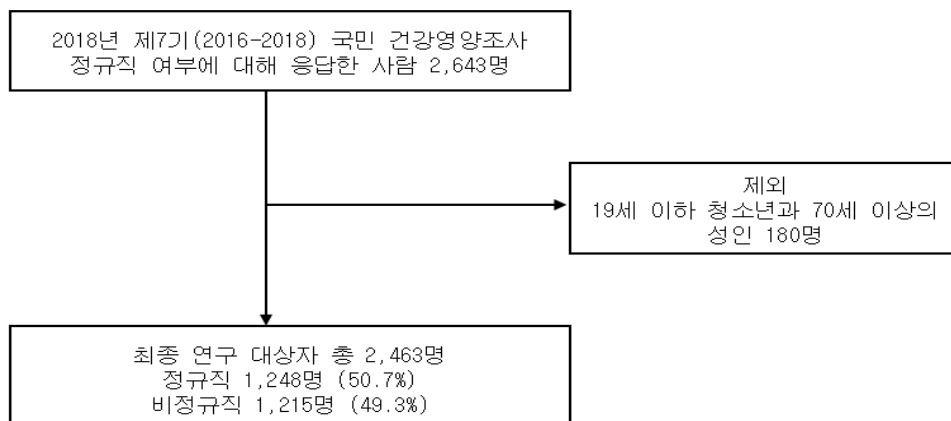 2018년 제7기(2016-2018) 국민 건강영양조사
정규직 여부에 대해 응답한 사람 2,643명
제외
19세 이하 청소년과 70세 이상의
성인 180명
최종 연구 대상자 총 2,463명
정규직 1,248명 (50.7%)
비정규직 1,215명 (49.3%)